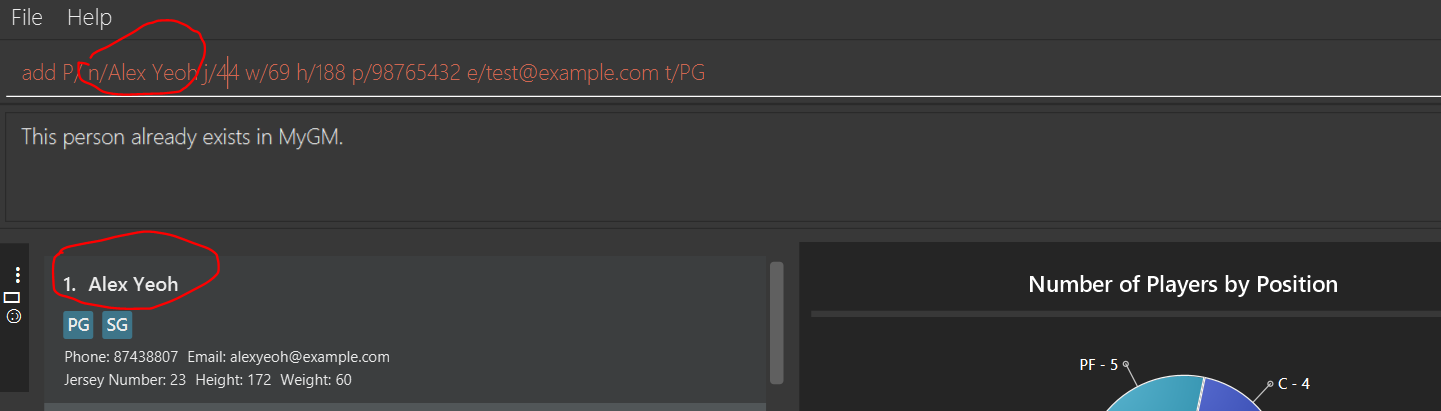 File Help
add P/ n/Alex Yeoh j/44 w/69 h/188 p/98765432 e/test@example.com t/PG
This person already exists in MyGM.
1. Alex Yeoh
PG SG
Phone: 87438807 Email: alexyeoh@example.com
Jersey Number: 23 Height: 172 Weight: 60
Number of Players by Position
PF - 5
C - 4